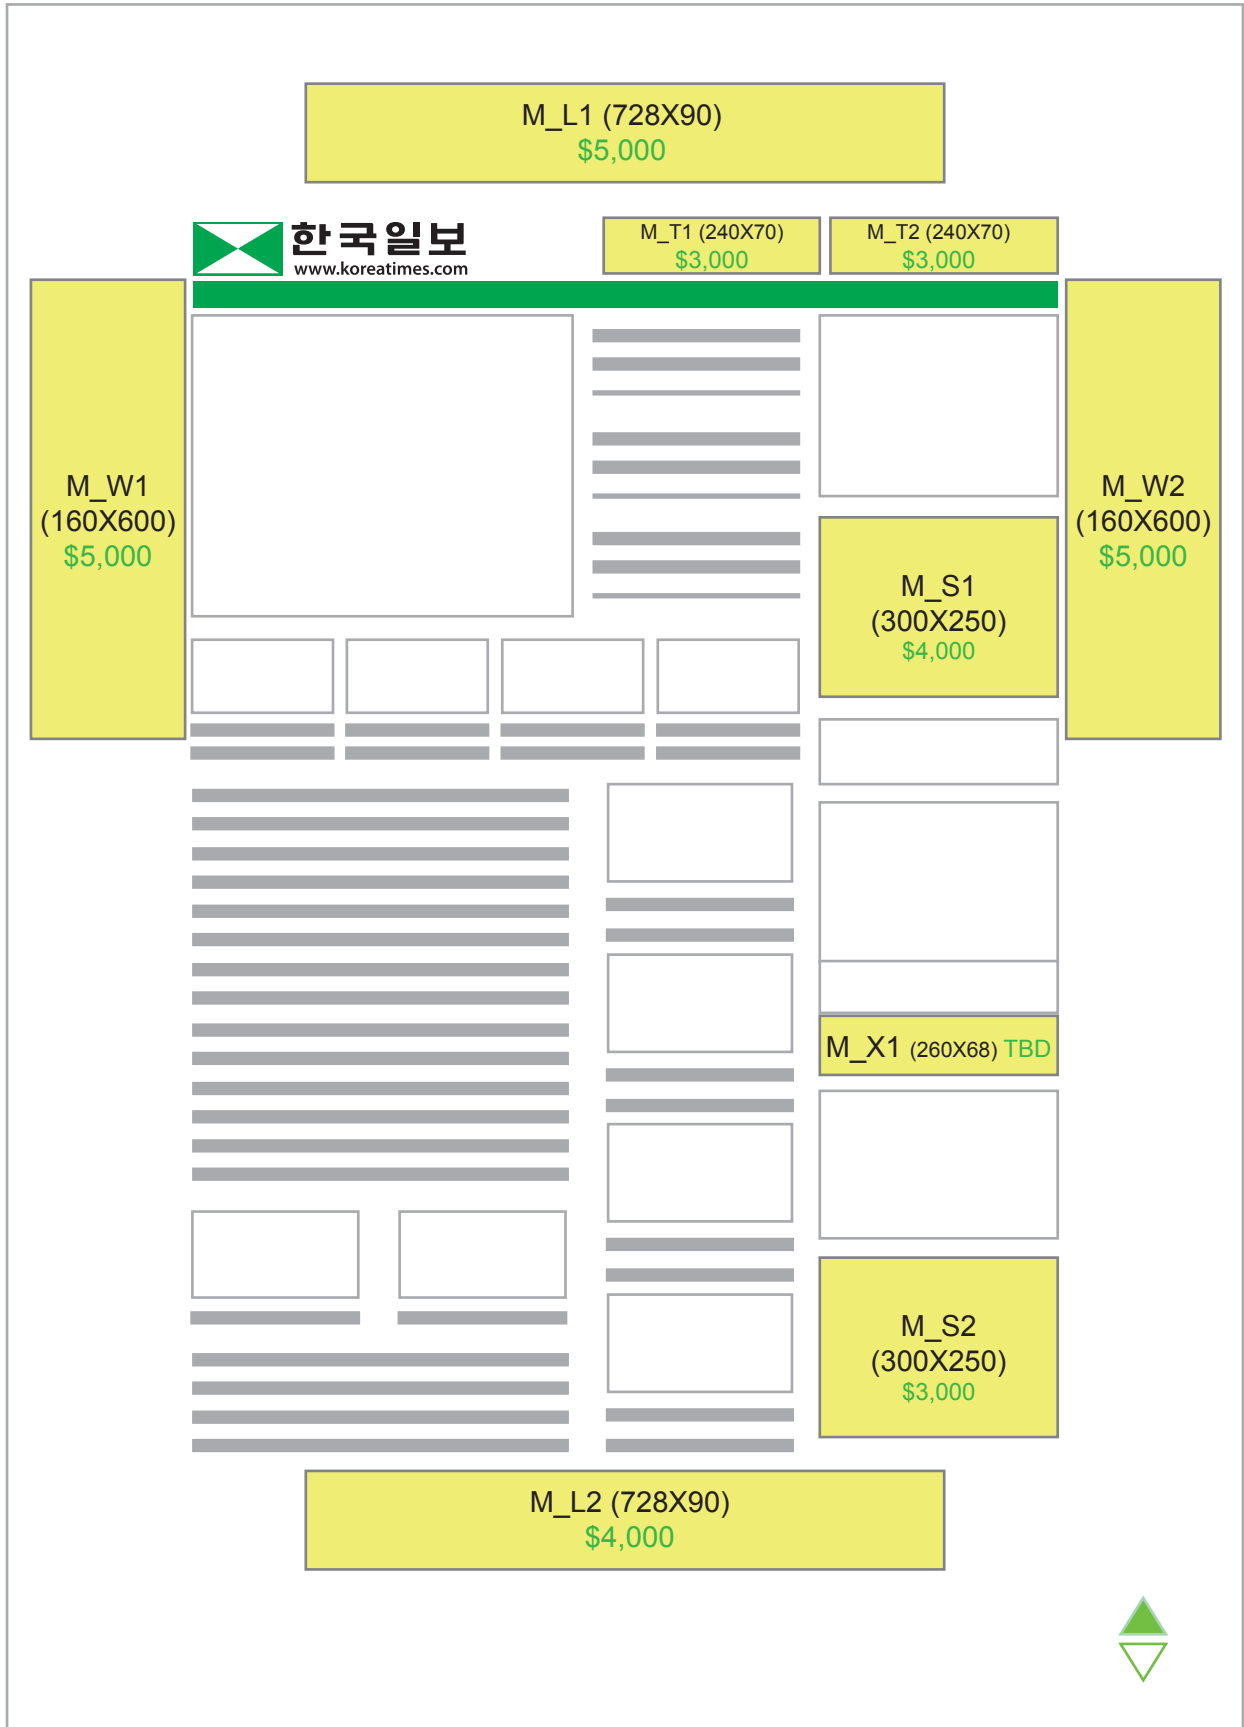 M_L1 (728X90)
$5,000
한국일보
www.koreatimes.com
M_T1 (240X70)
$3,000
M_T2 (240X70)
$3,000
M_W1
(160X600)
$5,000
M_W2
(160X600)
$5,000
M_S1
(300X250)
$4,000
M_X1 (260X68) TBD
M_S2
(300X250)
$3,000
M_L2 (728X90)
$4,000